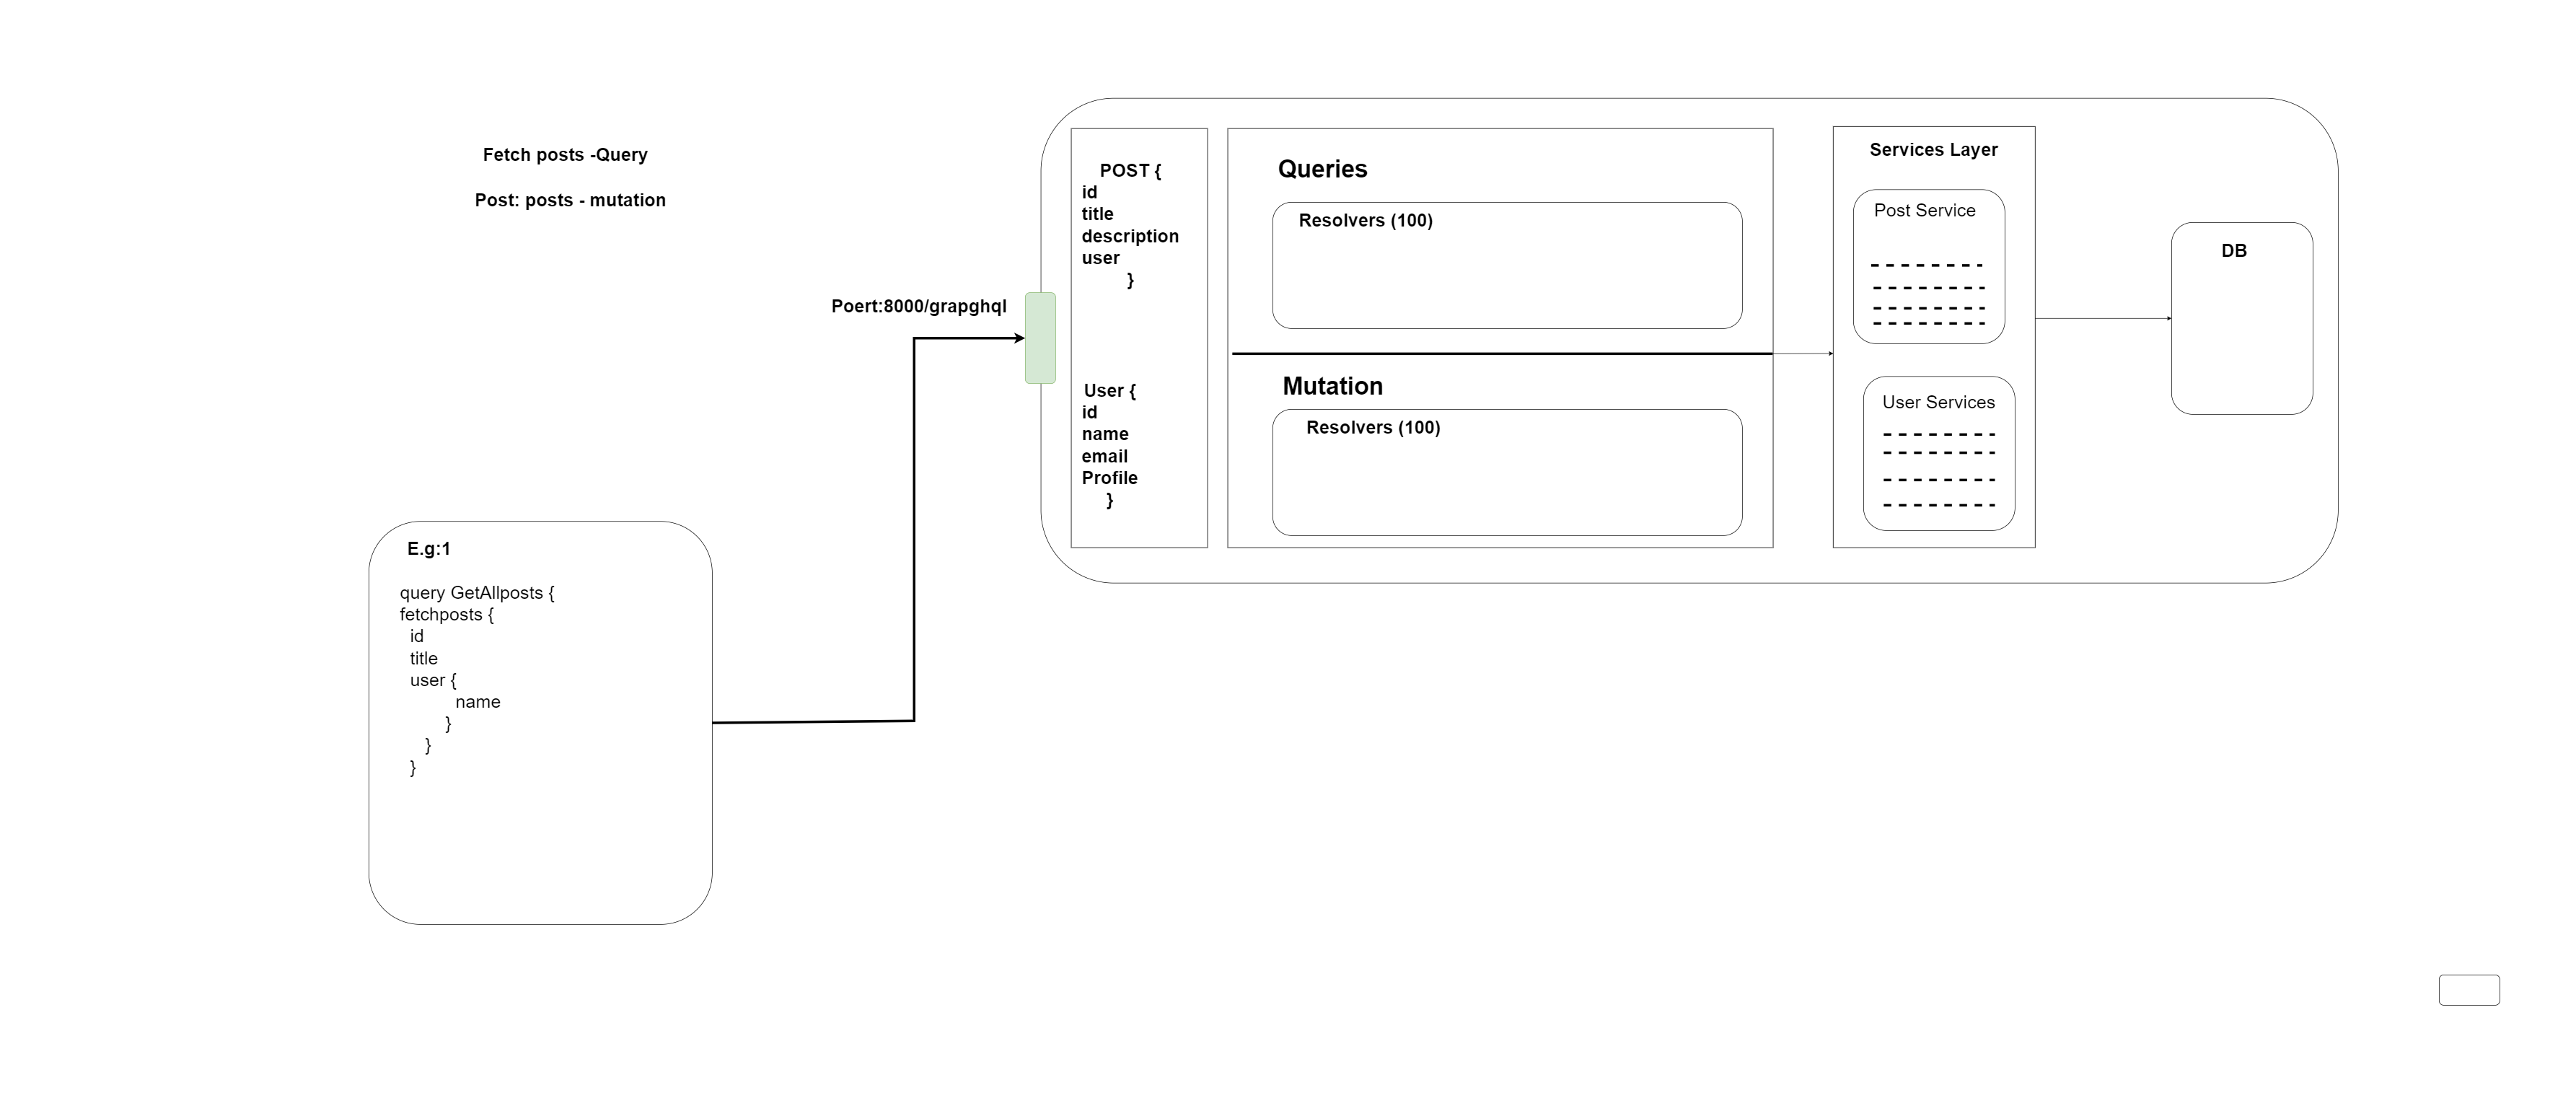 Fetch posts -Query
Post: posts - mutation
Poert:8000/grapghql
E.g:1
query GetAllposts {
fetchposts {
id
title
user {
name
}
}
}
POST {
id
title
description
user
}
User {
id
name
email
Profile
}
Queries
Resolvers (100)
Mutation
Resolvers (100)
Services Layer
Post Service
User Services
DB